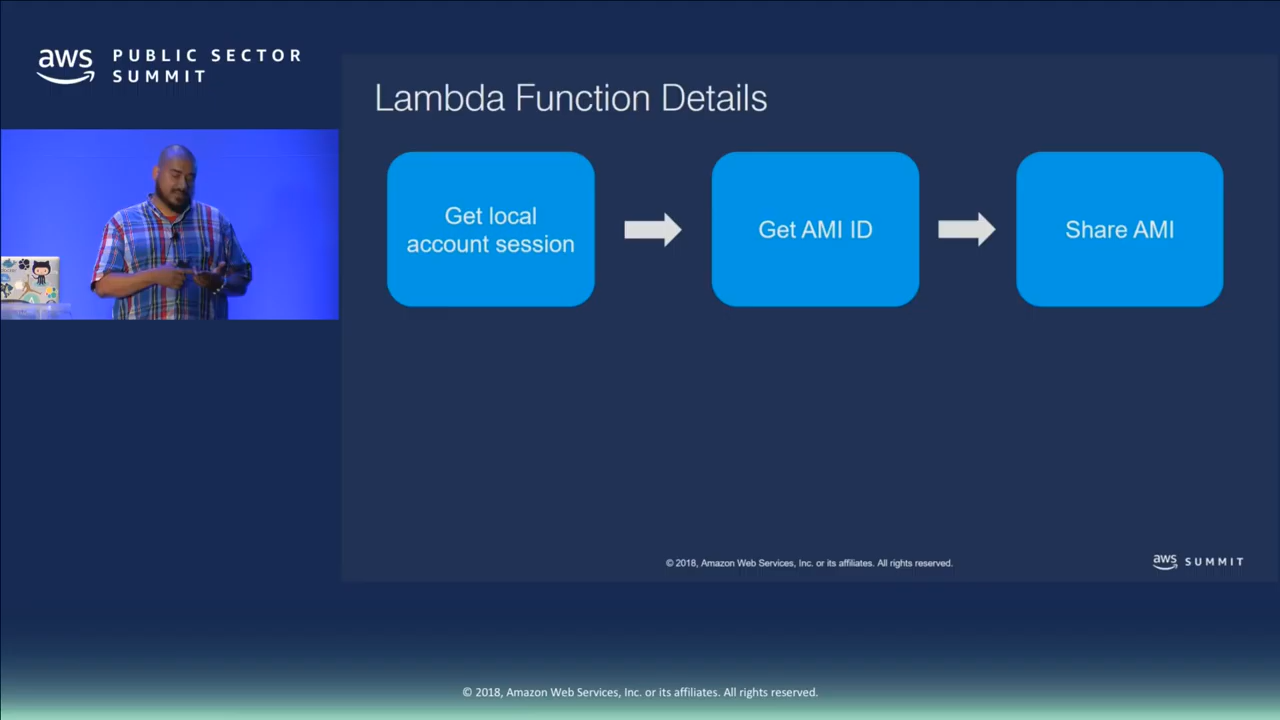 aws
PUBLIC SECTOR
SUMMIT
Lambda Function Details
Get local
account session
Get AMI ID
Share AMI
© 2018, Amazon Web Services, Inc. or its affiliates. All rights reserved.
aws SUMMIT
© 2018, Amazon Web Services, Inc. or its affiliates. All rights reserved.